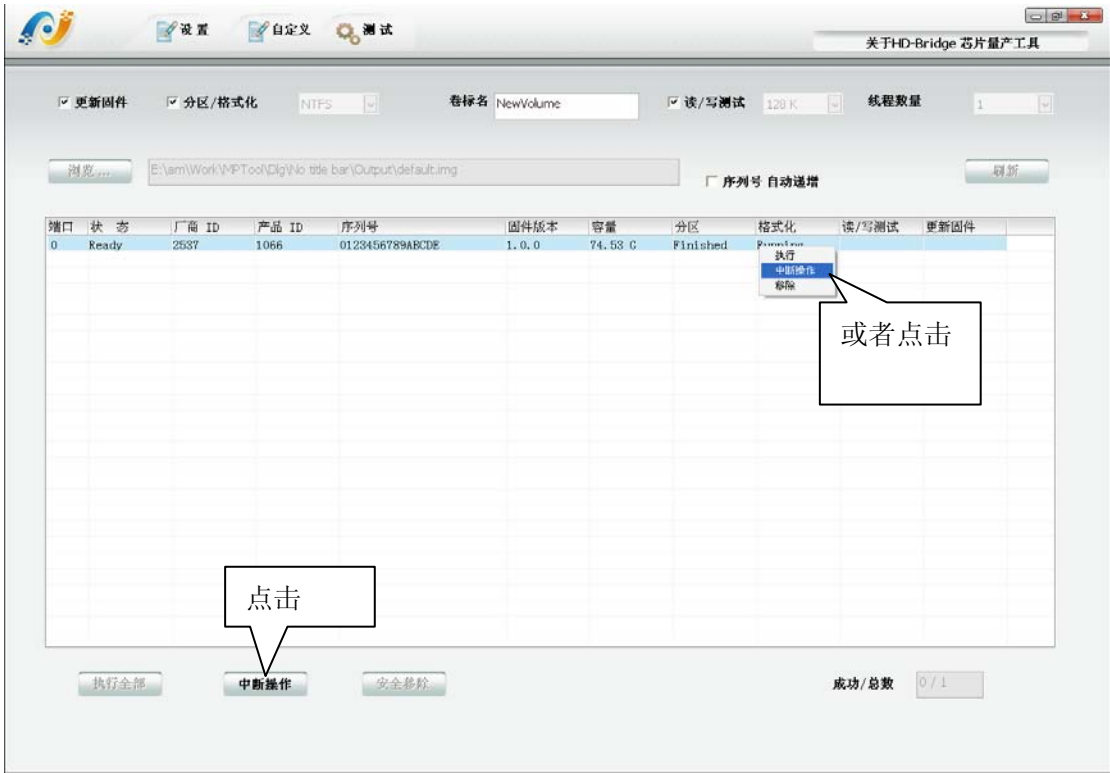 设置 自定义 测试
关于HD-Bridge 芯片量产工具
更新固件 分区/格式化 NTFS 卷标名 NewVolume 读/写测试 128 K 线程数量 1
浏览 ... E:\am\Work\MPTool\Dlg\No title bar\Output\default.img 序列号 自动递增 刷新
端口 状 态 厂商 ID 产品 ID 序列号 固件版本 容量 分区 格式化 读/写测试 更新固件
0 Ready 2537 1066 0123456789ABCDE 1.0.0 74.53 G Finished Running
执行
中断操作
移除
或者点击
点击
执行全部 中断操作 安全移除 成功/总数 0 / 1